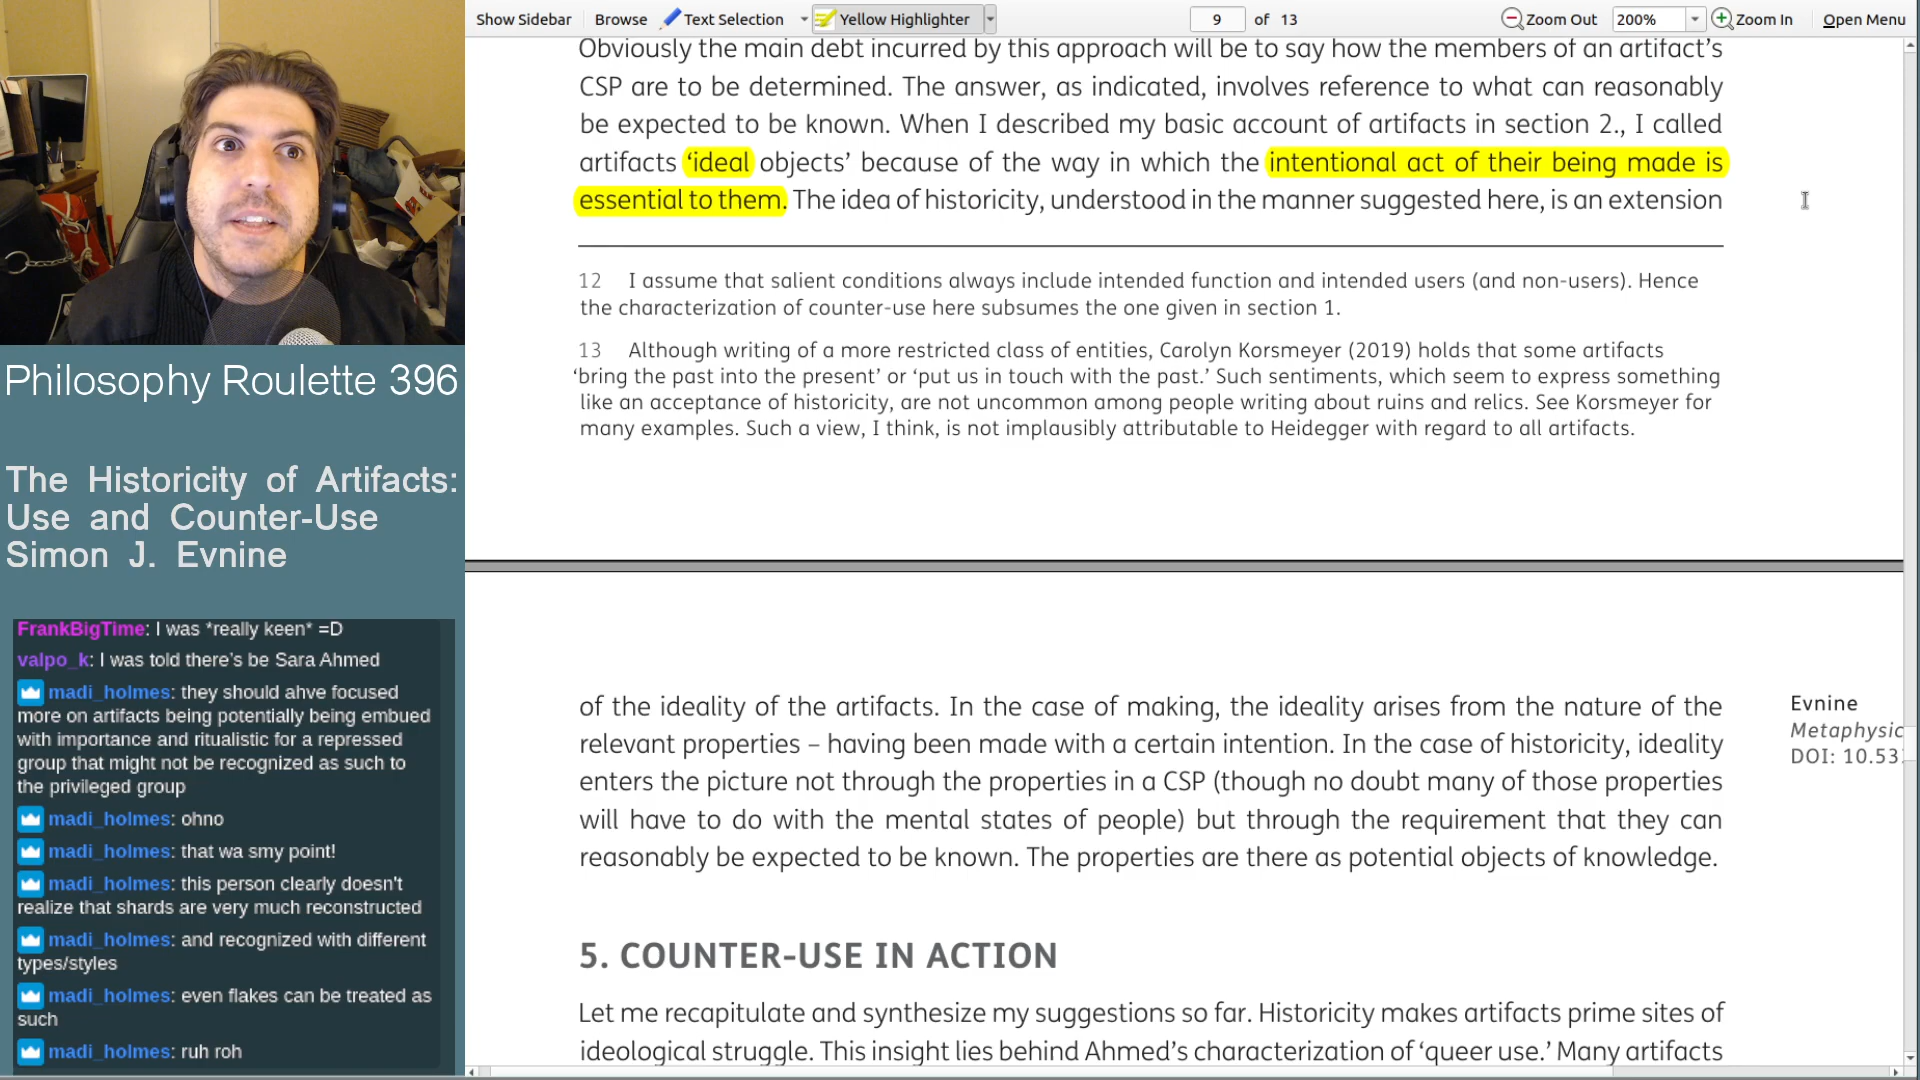 Show Sidebar Browse Text Selection Yellow Highlighter 9 of 13 Zoom Out 200% Zoom In Open Menu
Obviously the main debt incurred by this approach will be to say how the members of an artifact’s
CSP are to be determined. The answer, as indicated, involves reference to what can reasonably
be expected to be known. When I described my basic account of artifacts in section 2., I called
artifacts ‘ideal objects’ because of the way in which the intentional act of their being made is
essential to them. The idea of historicity, understood in the manner suggested here, is an extension
12 I assume that salient conditions always include intended function and intended users (and non-users). Hence
the characterization of counter-use here subsumes the one given in section 1.
13 Although writing of a more restricted class of entities, Carolyn Korsmeyer (2019) holds that some artifacts
‘bring the past into the present’ or ‘put us in touch with the past.’ Such sentiments, which seem to express something
like an acceptance of historicity, are not uncommon among people writing about ruins and relics. See Korsmeyer for
many examples. Such a view, I think, is not implausibly attributable to Heidegger with regard to all artifacts.
of the ideality of the artifacts. In the case of making, the ideality arises from the nature of the
relevant properties – having been made with a certain intention. In the case of historicity, ideality
enters the picture not through the properties in a CSP (though no doubt many of those properties
will have to do with the mental states of people) but through the requirement that they can
reasonably be expected to be known. The properties are there as potential objects of knowledge.
Evnine
Metaphysic
DOI: 10.53
5. COUNTER-USE IN ACTION
Let me recapitulate and synthesize my suggestions so far. Historicity makes artifacts prime sites of
ideological struggle. This insight lies behind Ahmed’s characterization of ‘queer use.’ Many artifacts
Philosophy Roulette 396
The Historicity of Artifacts:
Use and Counter-Use
Simon J. Evnine
FrankBigTime: I was *really keen* =D
valpo_k: I was told there's be Sara Ahmed
madi_holmes: they should ahve focused
more on artifacts being potentially being embued
with importance and ritualistic for a repressed
group that might not be recognized as such to
the privileged group
madi_holmes: ohno
madi_holmes: that wa smy point!
madi_holmes: this person clearly doesn't
realize that shards are very much reconstructed
madi_holmes: and recognized with different
types/styles
madi_holmes: even flakes can be treated as
such
madi_holmes: ruh roh